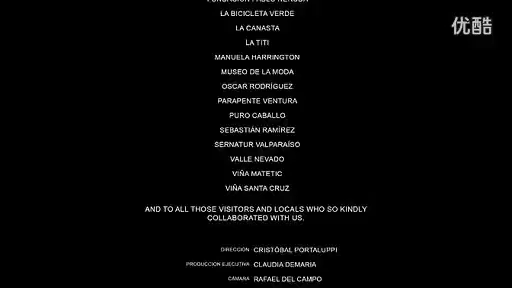 优酷
LA BICICLETA VERDE
LA CANASTA
LA TITI
MANUELA HARRINGTON
MUSEO DE LA MODA
OSCAR RODRÍGUEZ
PARAPENTE VENTURA
PURO CABALLO
SEBASTIÁN RAMÍREZ
SERNATUR VALPARAÍSO
VALLE NEVADO
VIÑA MATETIC
VIÑA SANTA CRUZ
AND TO ALL THOSE VISITORS AND LOCALS WHO SO KINDLY
COLLABORATED WITH US.
DIRECCIÓN CRISTÓBAL PORTALUPPI
PRODUCCIÓN EJECUTIVA CLAUDIA DEMARIA
CÁMARA RAFAEL DEL CAMPO